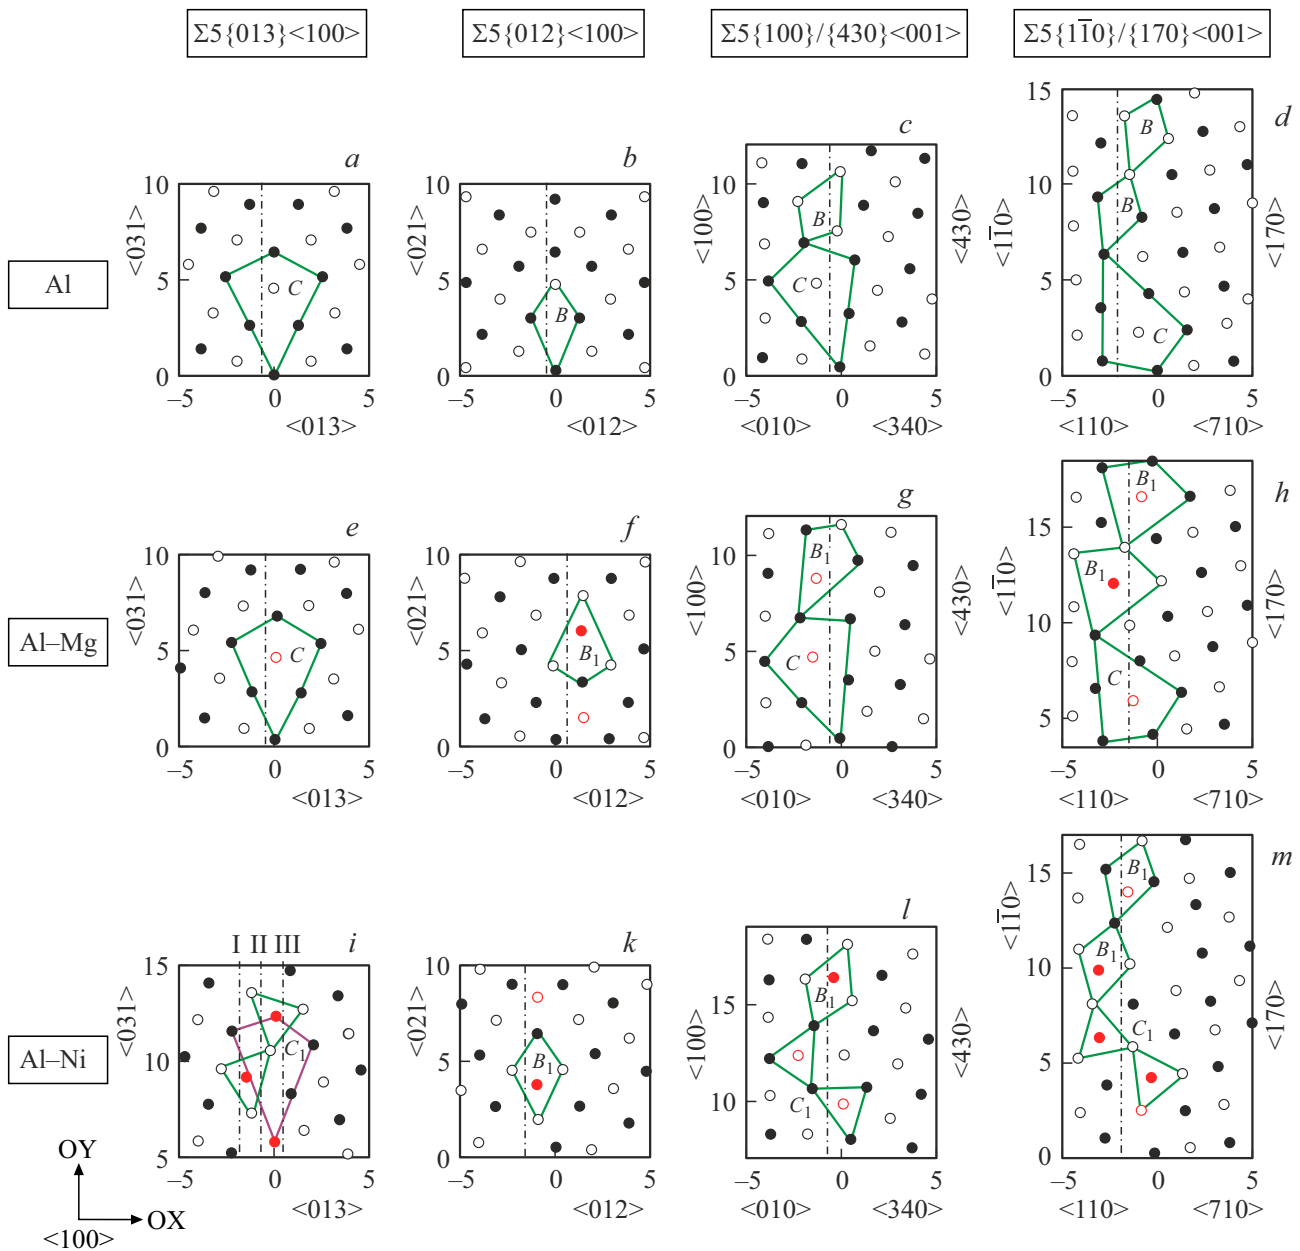 Σ5{013}<100>
Σ5{012}<100>
Σ5{100}/{430}<001>
Σ5{11̅0}/{170}<001>
Al
a
<031>
10
5
0
C
–5 0 5
<013>
b
<021>
10
5
0
B
–5 0 5
<012>
c
<100>
10
5
0
B
C
<430>
–5 0 5
<010> <340>
d
<11̅0>
15
10
5
0
B
B
C
<170>
–5 0 5
<110> <710>
Al–Mg
e
<031>
10
5
0
C
–5 0 5
<013>
f
<021>
10
5
0
B1
–5 0 5
<012>
g
<100>
10
5
0
B1
C
<430>
–5 0 5
<010> <340>
h
<11̅0>
15
10
5
B1
B1
C
<170>
–5 0 5
<110> <710>
Al–Ni
I II III
i
<031>
15
10
5
C1
–5 0 5
<013>
k
<021>
10
5
0
B1
–5 0 5
<012>
l
<100>
15
10
B1
C1
<430>
–5 0 5
<010> <340>
m
<11̅0>
15
10
5
0
B1
B1
C1
<170>
–5 0 5
<110> <710>
OY
OX
<100>